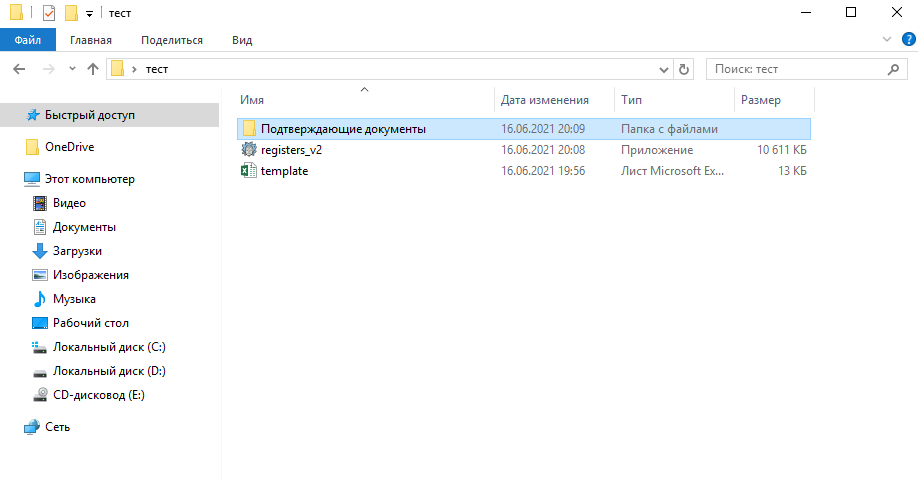 тест
Файл Главная Поделиться Вид
тест Поиск: тест
Имя Дата изменения Тип Размер
Подтверждающие документы 16.06.2021 20:09 Папка с файлами
registers_v2 16.06.2021 20:08 Приложение 10 611 КБ
template 16.06.2021 19:56 Лист Microsoft Ex... 13 КБ
Быстрый доступ
OneDrive
Этот компьютер
Видео
Документы
Загрузки
Изображения
Музыка
Рабочий стол
Локальный диск (C:)
Локальный диск (D:)
CD-дисковод (E:)
Сеть